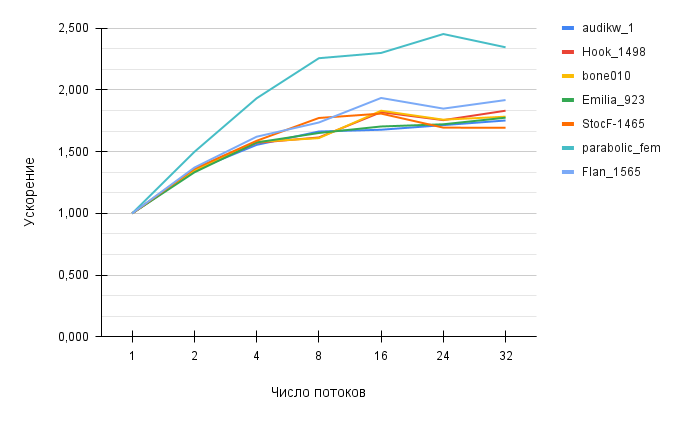 2,500
2,000
1,500
1,000
0,500
0,000
Ускорение
1 2 4 8 16 24 32
Число потоков
audikw_1
Hook_1498
bone010
Emilia_923
StocF-1465
parabolic_fem
Flan_1565